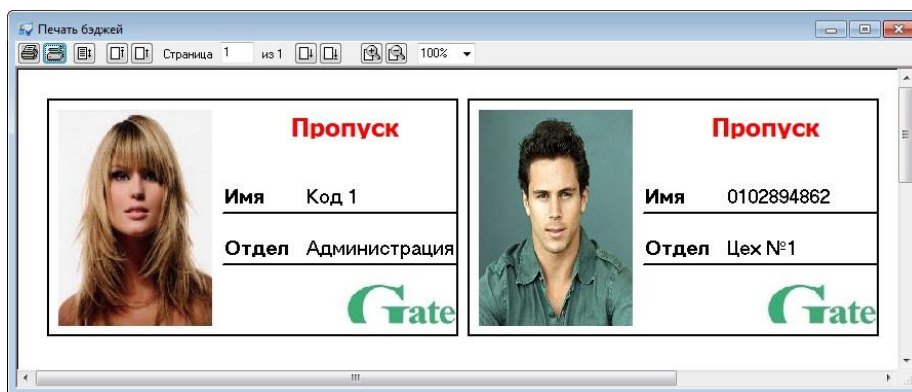 Печать бэджей
Страница 1 из 1 100%
Пропуск
Имя Код 1
Отдел Администрация
Gate
Пропуск
Имя 0102894862
Отдел Цех №1
Gate